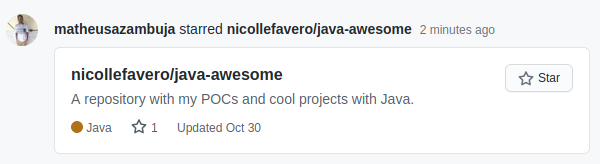 matheusazambuja starred nicollefavero/java-awesome 2 minutes ago
nicollefavero/java-awesome
Star
A repository with my POCs and cool projects with Java.
Java 1 Updated Oct 30